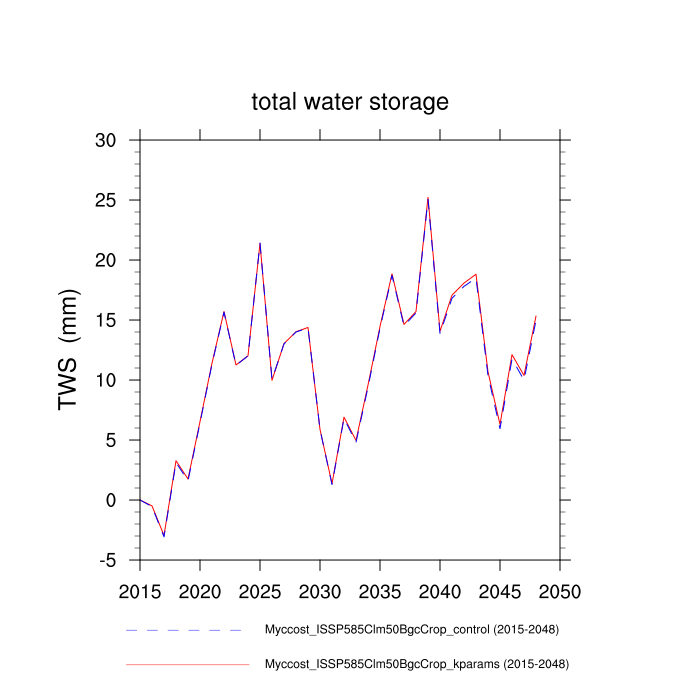 total water storage
TWS (mm)
30
25
20
15
10
5
0
-5
2015 2020 2025 2030 2035 2040 2045 2050
Myccost_ISSP585Clm50BgcCrop_control (2015-2048)
Myccost_ISSP585Clm50BgcCrop_kparams (2015-2048)